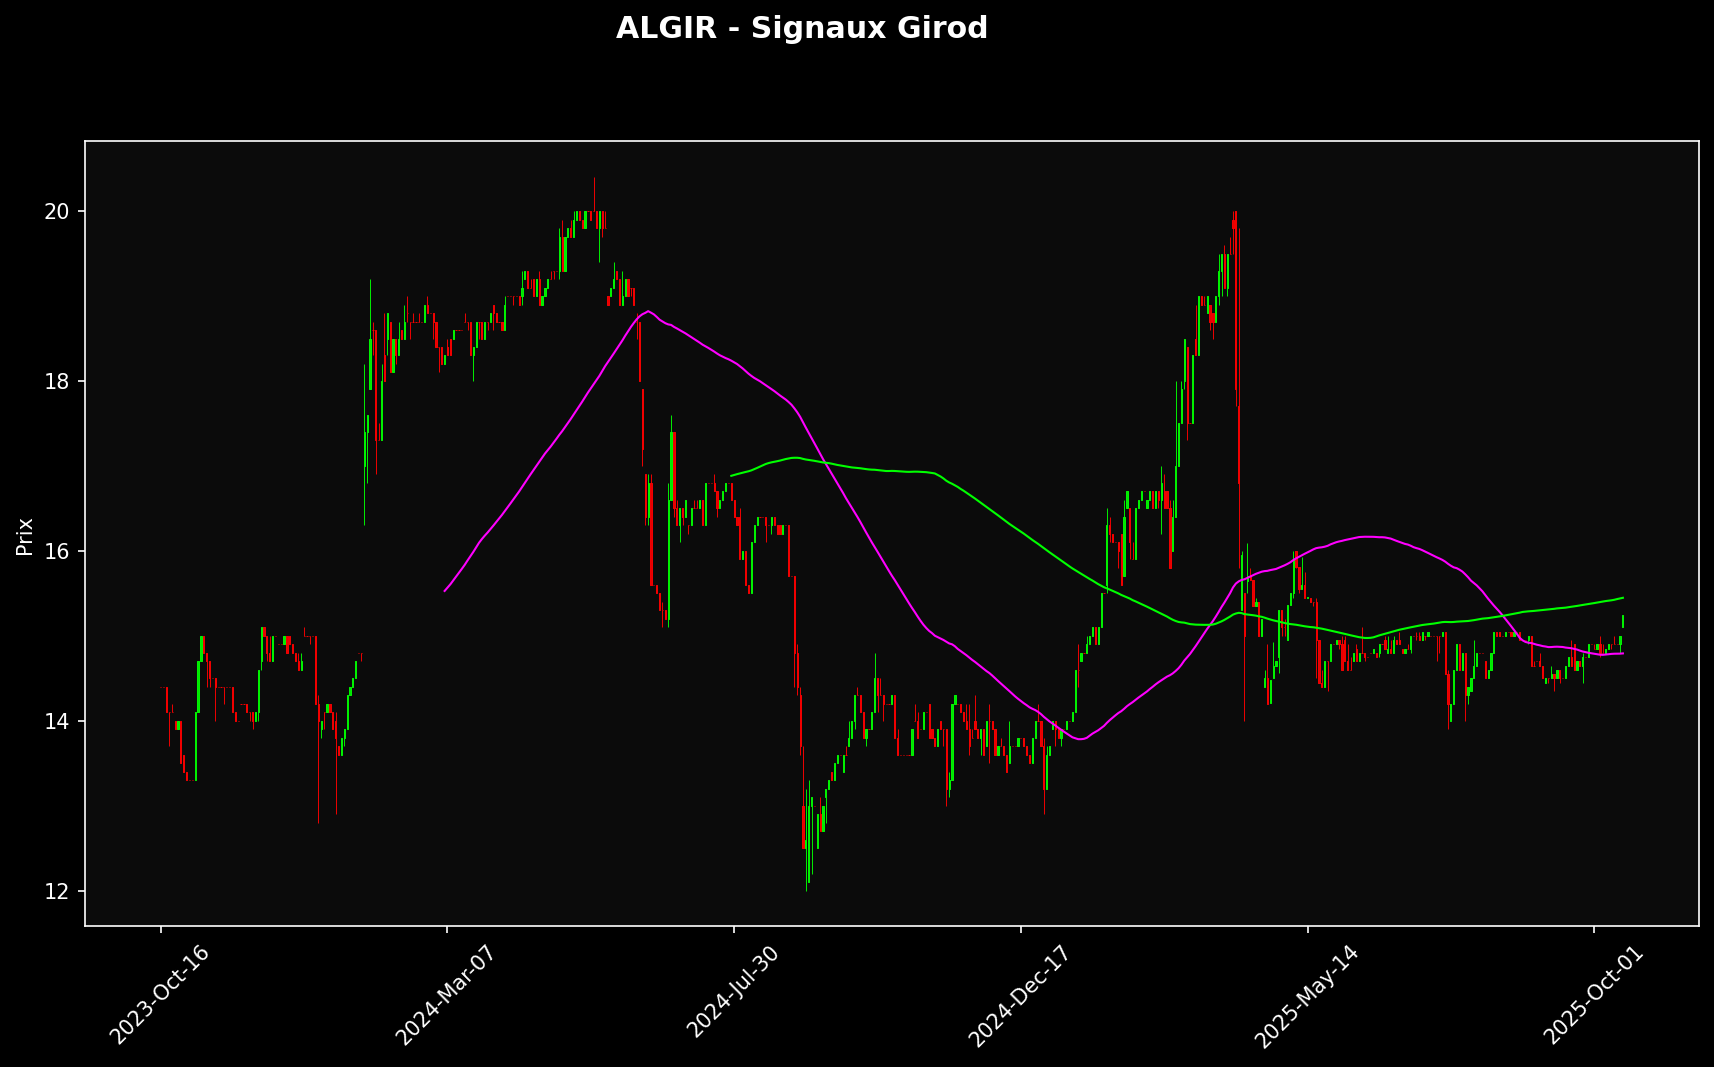 ALGIR - Signaux Girod
Prix
20
18
16
14
12
2023-Oct-16
2024-Mar-07
2024-Jul-30
2024-Dec-17
2025-May-14
2025-Oct-01